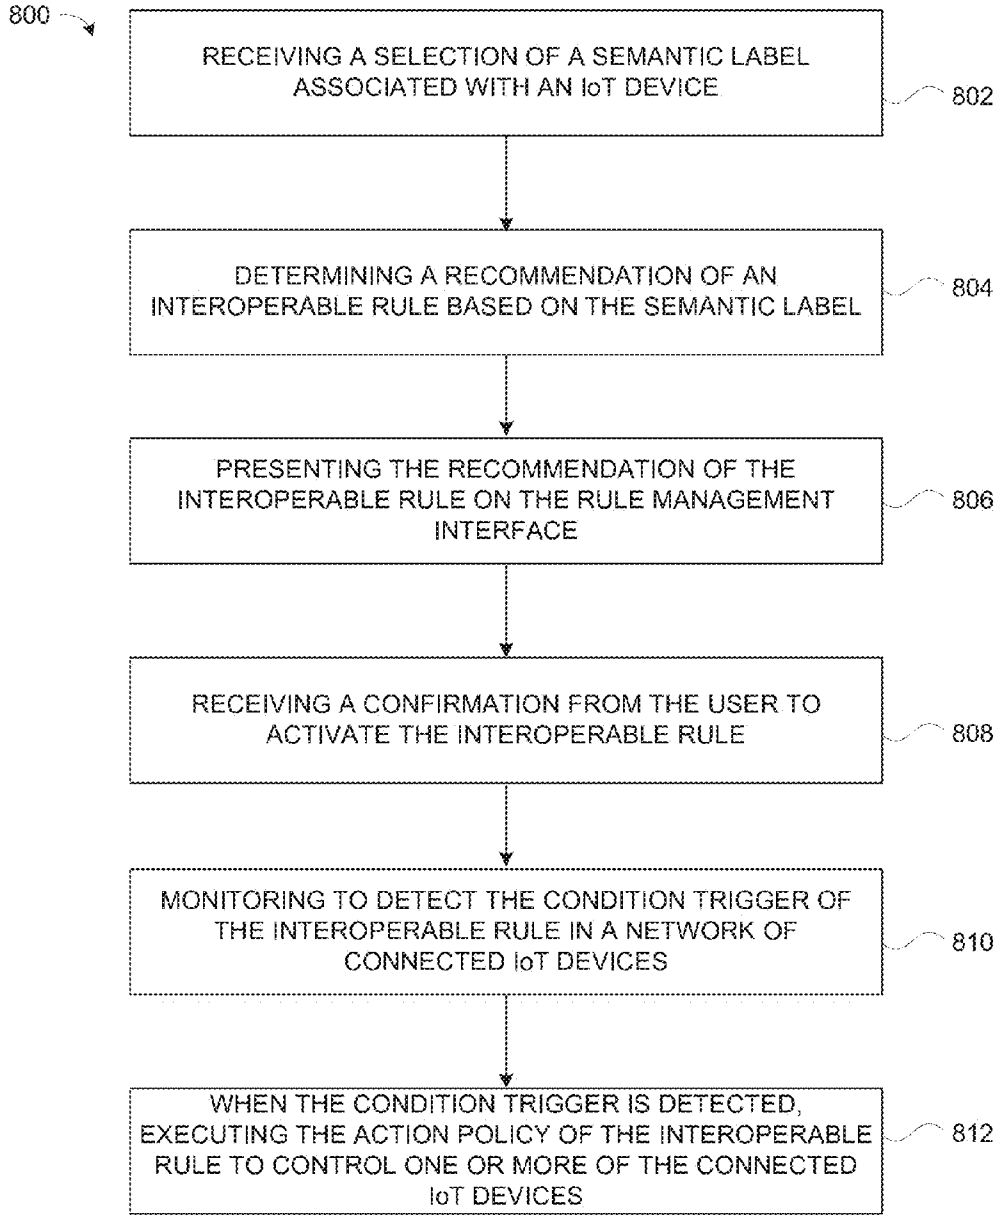 800
RECEIVING A SELECTION OF A SEMANTIC LABEL
ASSOCIATED WITH AN IoT DEVICE
802
DETERMINING A RECOMMENDATION OF AN
INTEROPERABLE RULE BASED ON THE SEMANTIC LABEL
804
PRESENTING THE RECOMMENDATION OF THE
INTEROPERABLE RULE ON THE RULE MANAGEMENT
INTERFACE
806
RECEIVING A CONFIRMATION FROM THE USER TO
ACTIVATE THE INTEROPERABLE RULE
808
MONITORING TO DETECT THE CONDITION TRIGGER OF
THE INTEROPERABLE RULE IN A NETWORK OF
CONNECTED IoT DEVICES
810
WHEN THE CONDITION TRIGGER IS DETECTED,
EXECUTING THE ACTION POLICY OF THE INTEROPERABLE
RULE TO CONTROL ONE OR MORE OF THE CONNECTED
IoT DEVICES
812